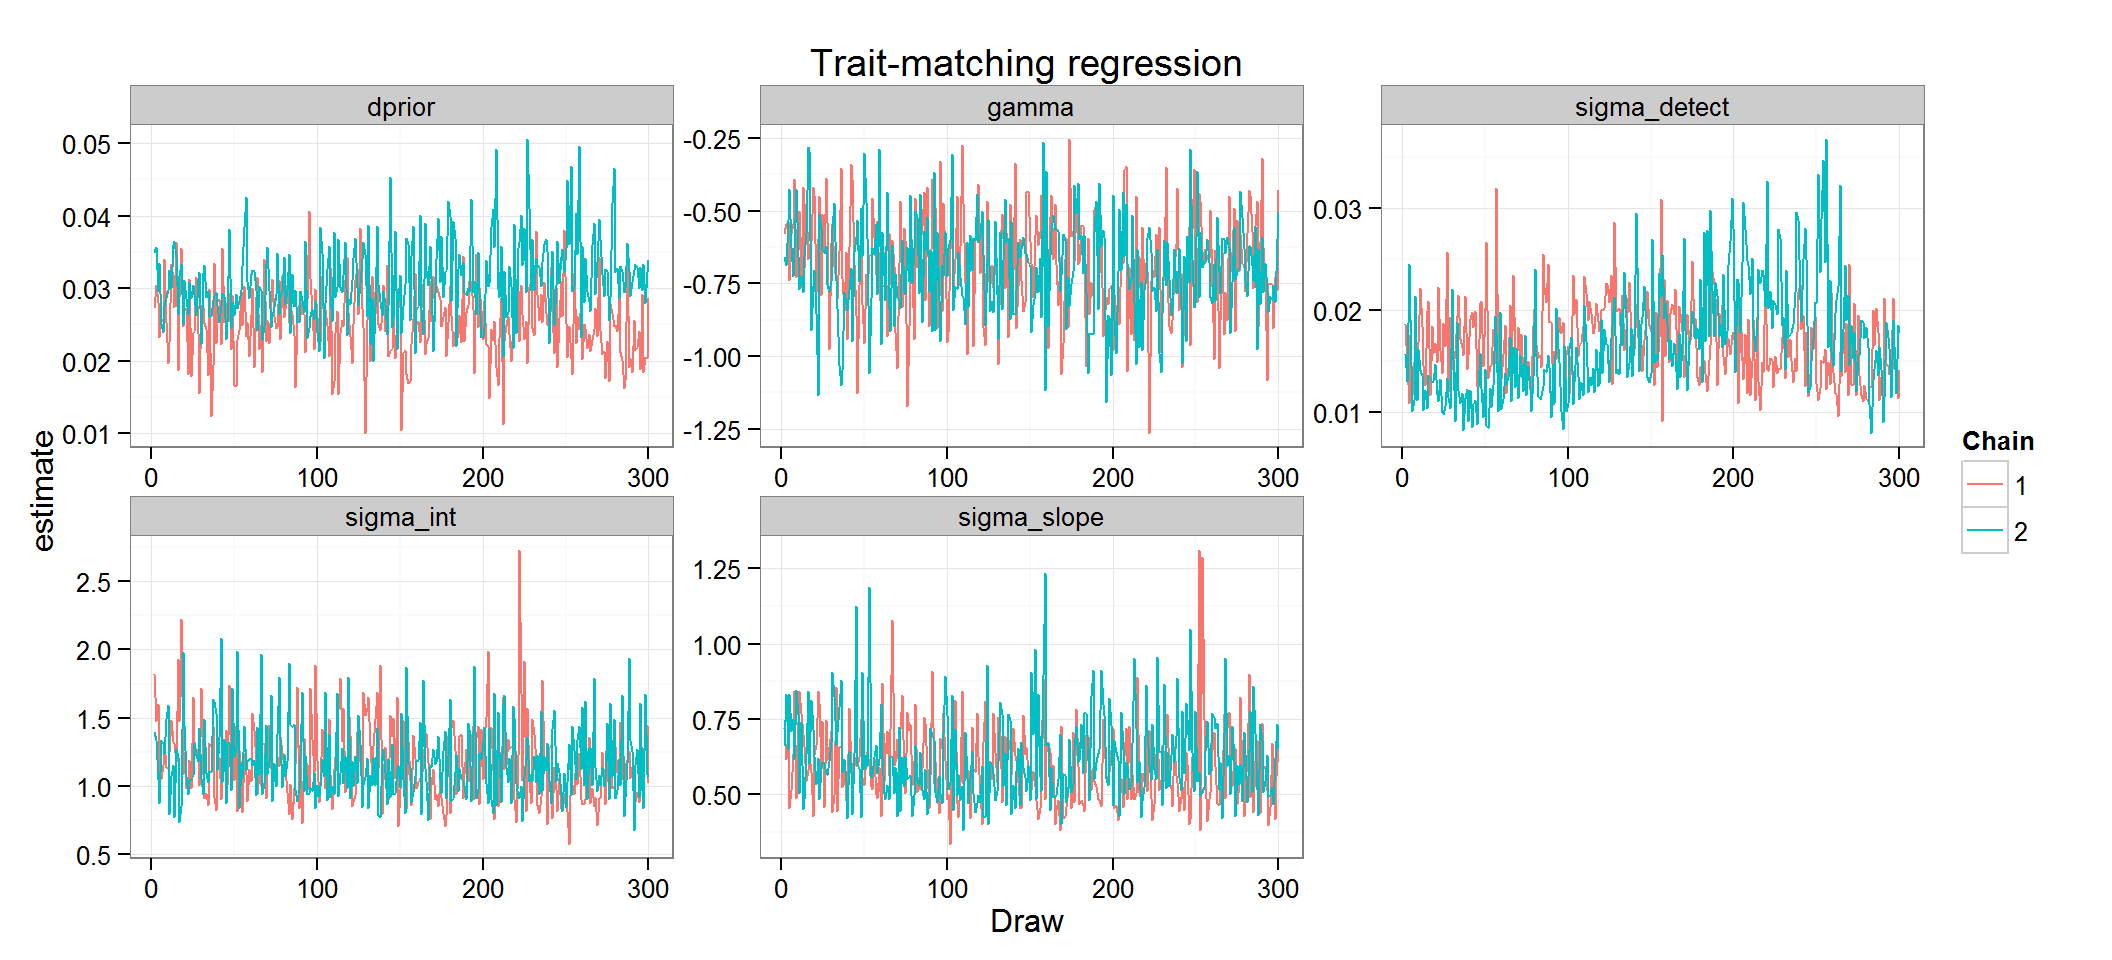 Trait-matching regression
dprior
gamma
sigma_detect
0.05
0.04
0.03
0.02
0.01
-0.25
-0.50
-0.75
-1.00
-1.25
0.03
0.02
0.01
0 100 200 300
0 100 200 300
0 100 200 300
estimate
Chain
1
2
sigma_int
sigma_slope
2.5
2.0
1.5
1.0
0.5
1.25
1.00
0.75
0.50
0 100 200 300
0 100 200 300
Draw